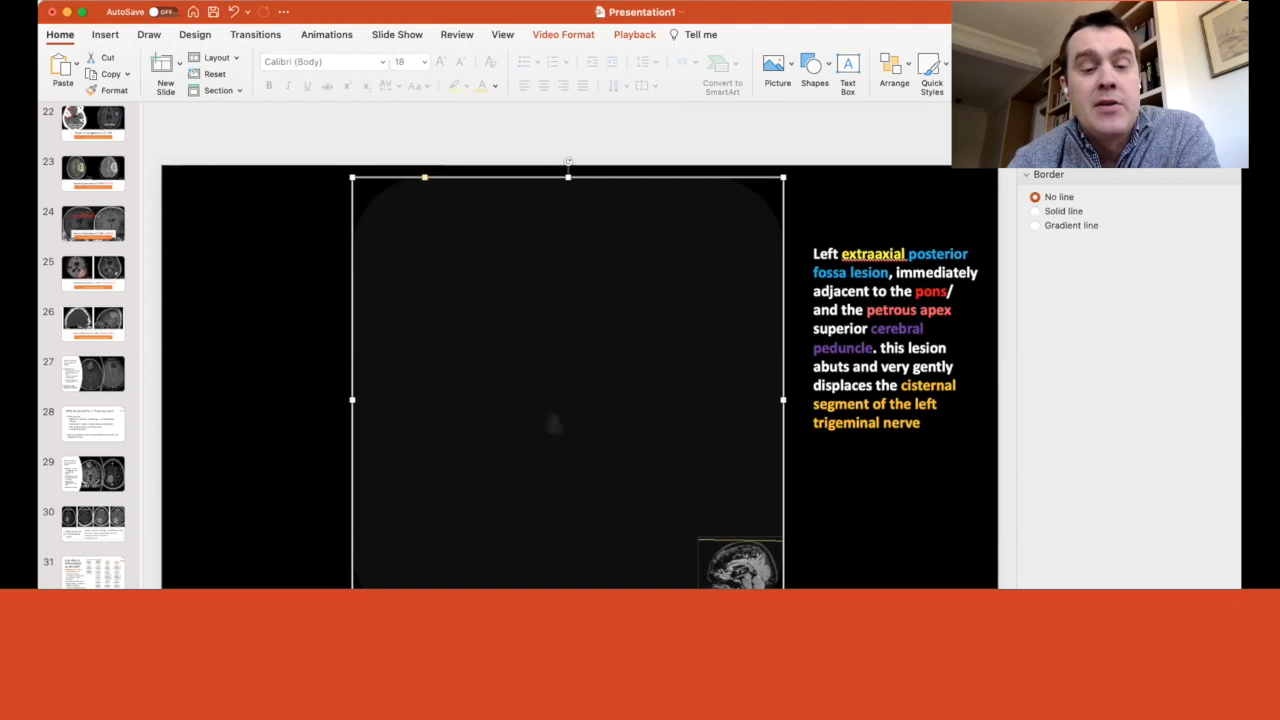 AutoSave OFF
Presentation1
Home Insert Draw Design Transitions Animations Slide Show Review View Video Format Playback Tell me
Paste
Cut
Copy
Format
New
Slide
Layout
Reset
Section
Calibri (Body) 18
Convert to
SmartArt
Picture
Shapes
Text
Box
Arrange
Quick
Styles
Border
No line
Solid line
Gradient line
22
23
24
25
26
27
28
29
30
31
Left extraaxial posterior
fossa lesion, immediately
adjacent to the pons/
and the petrous apex
superior cerebral
peduncle. this lesion
abuts and very gently
displaces the cisternal
segment of the left
trigeminal nerve